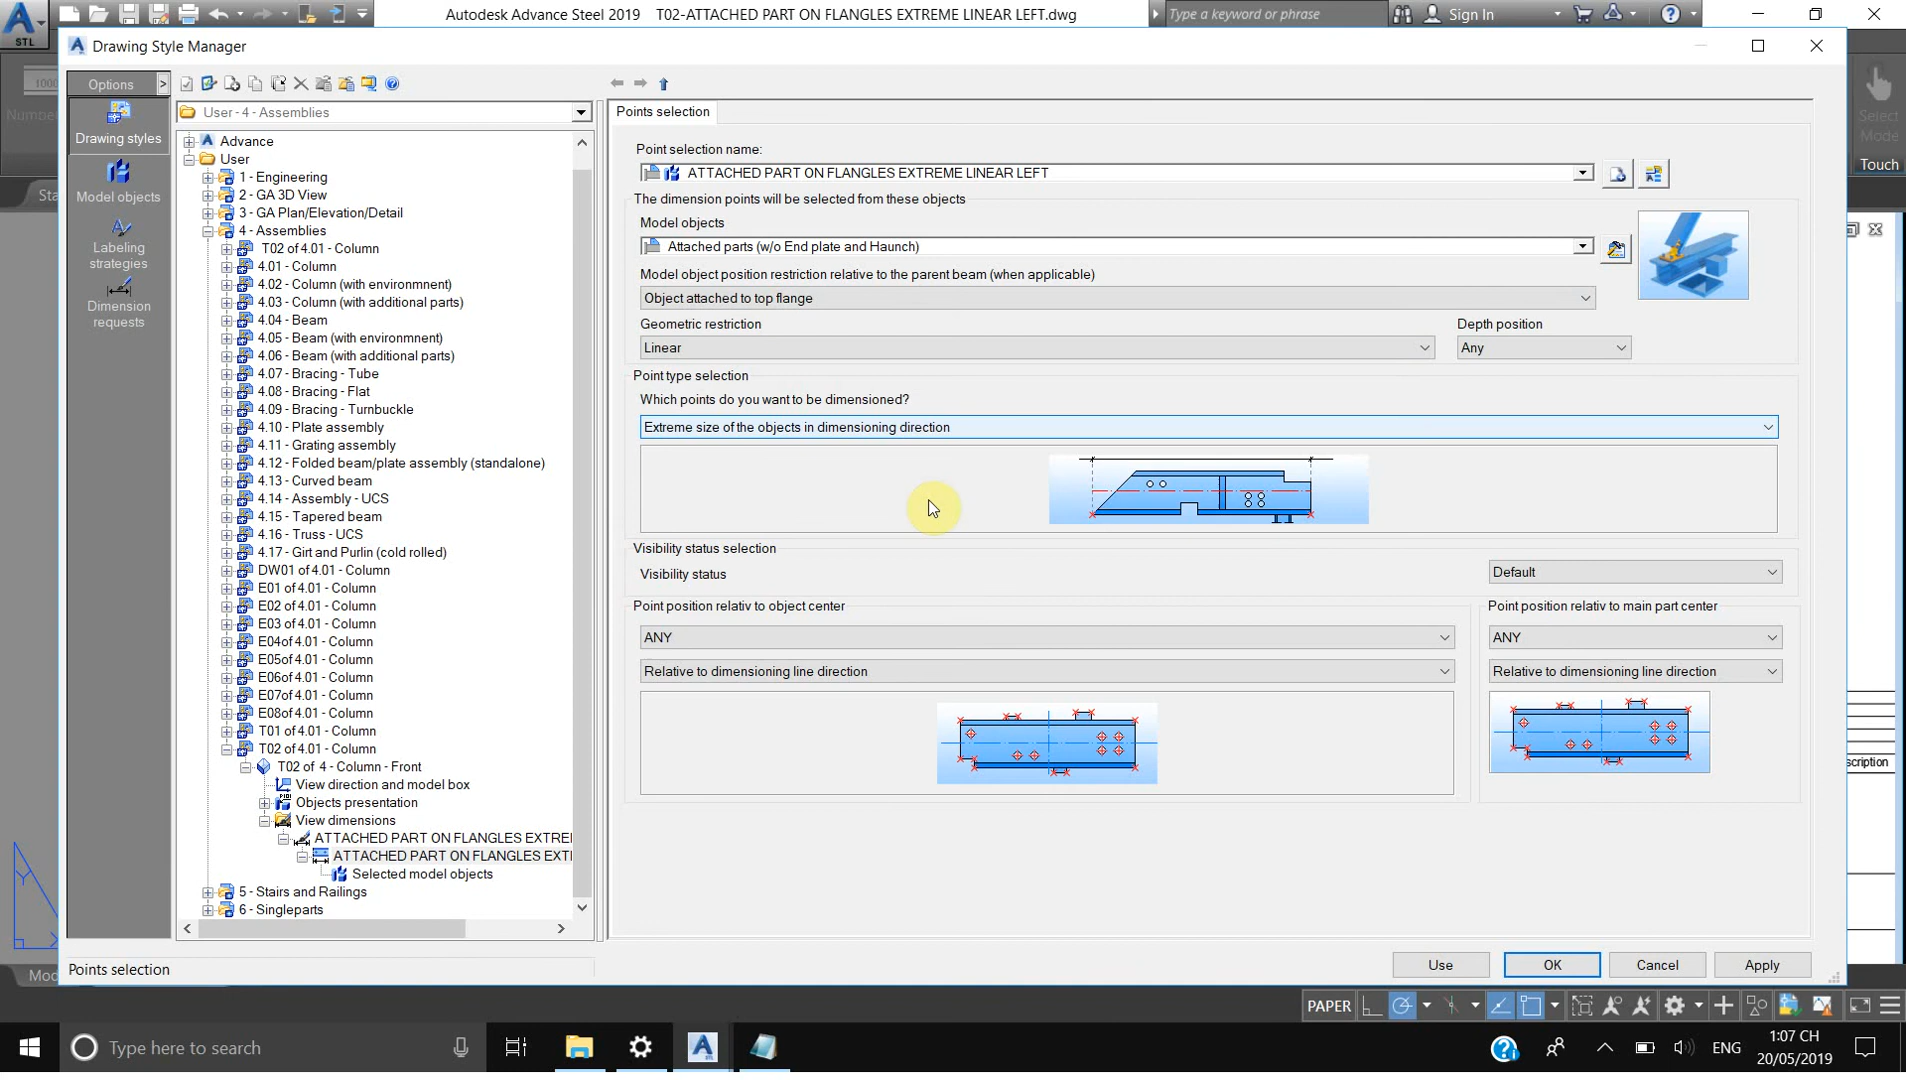 STL
Autodesk Advance Steel 2019 T02-ATTACHED PART ON FLANGLES EXTREME LINEAR LEFT.dwg
Type a keyword or phrase
Sign In
Drawing Style Manager
Options
Drawing styles
Model objects
Labeling
strategies
Dimension
requests
User - 4 - Assemblies
Advance
User
1 - Engineering
2 - GA 3D View
3 - GA Plan/Elevation/Detail
4 - Assemblies
T02 of 4.01 - Column
4.01 - Column
4.02 - Column (with environmnent)
4.03 - Column (with additional parts)
4.04 - Beam
4.05 - Beam (with environmnent)
4.06 - Beam (with additional parts)
4.07 - Bracing - Tube
4.08 - Bracing - Flat
4.09 - Bracing - Turnbuckle
4.10 - Plate assembly
4.11 - Grating assembly
4.12 - Folded beam/plate assembly (standalone)
4.13 - Curved beam
4.14 - Assembly - UCS
4.15 - Tapered beam
4.16 - Truss - UCS
4.17 - Girt and Purlin (cold rolled)
DW01 of 4.01 - Column
E01 of 4.01 - Column
E02 of 4.01 - Column
E03 of 4.01 - Column
E04of 4.01 - Column
E05of 4.01 - Column
E06of 4.01 - Column
E07of 4.01 - Column
E08of 4.01 - Column
T01 of 4.01 - Column
T02 of 4.01 - Column
T02 of 4 - Column - Front
View direction and model box
Objects presentation
View dimensions
ATTACHED PART ON FLANGLES EXTREI
ATTACHED PART ON FLANGLES EXTI
Selected model objects
5 - Stairs and Railings
6 - Singleparts
Points selection
Points selection
Point selection name:
ATTACHED PART ON FLANGLES EXTREME LINEAR LEFT
The dimension points will be selected from these objects
Model objects
Attached parts (w/o End plate and Haunch)
Model object position restriction relative to the parent beam (when applicable)
Object attached to top flange
Geometric restriction
Depth position
Linear
Any
Point type selection
Which points do you want to be dimensioned?
Extreme size of the objects in dimensioning direction
Visibility status selection
Visibility status
Default
Point position relativ to object center
Point position relativ to main part center
ANY
ANY
Relative to dimensioning line direction
Relative to dimensioning line direction
Use
OK
Cancel
Apply
Select
Mode
Touch
scription
PAPER
Type here to search
ENG
1:07 CH
20/05/2019